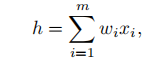 h = \sum_{i=1}^{m} w_i x_i,